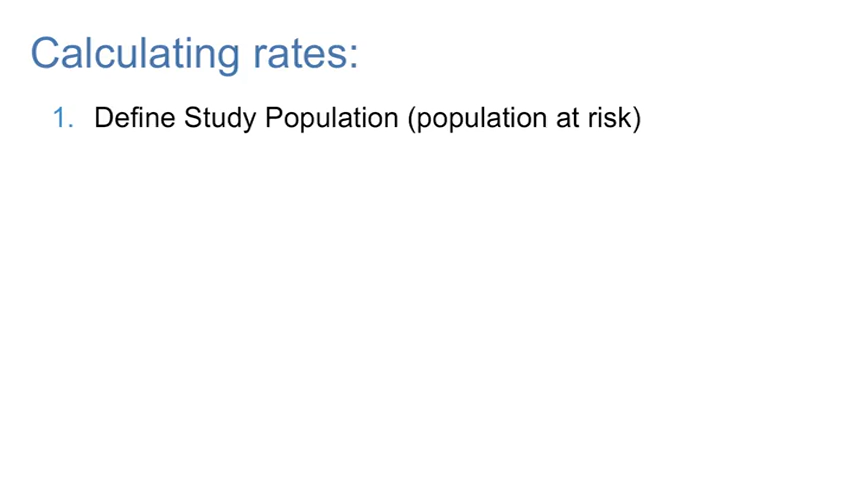 Calculating rates:
1. Define Study Population (population at risk)